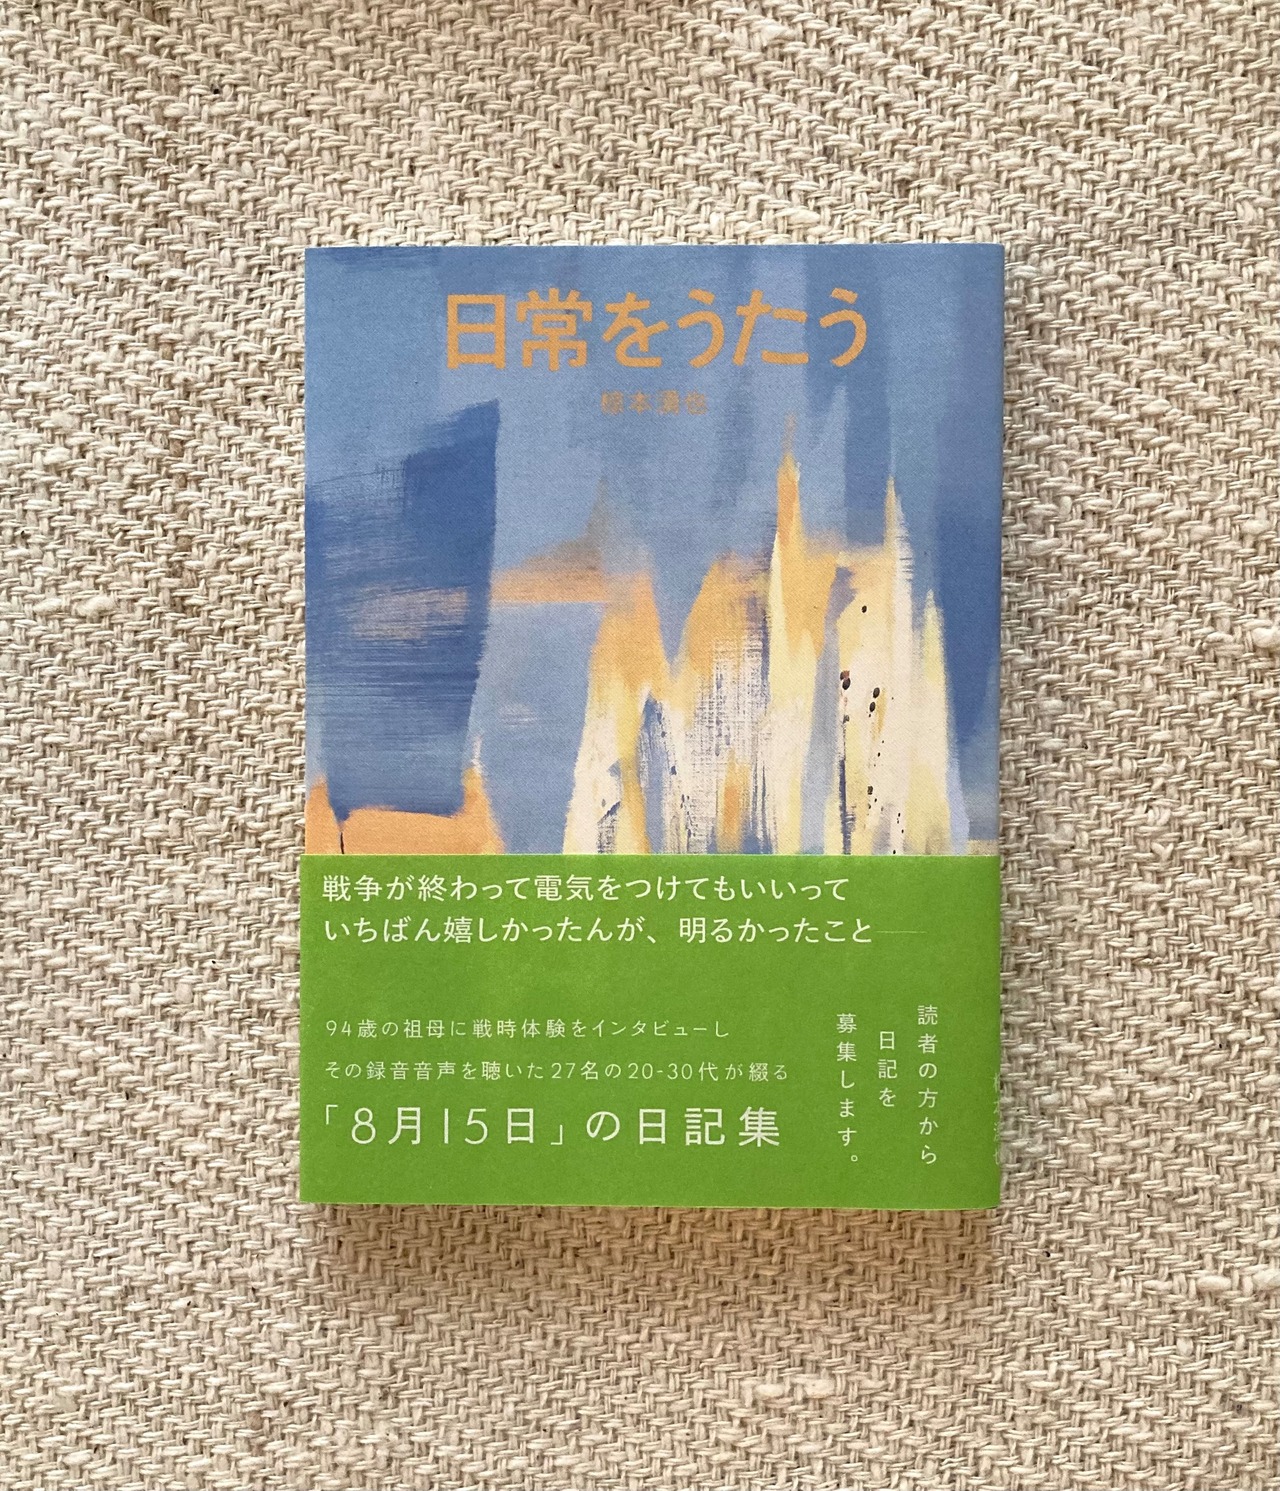 日常をうたう
櫻本湧也
戦争が終わって電気をつけてもいいって
いちばん嬉しかったんが、明るかったこと――
94歳の祖母に戦時体験をインタビューし
その録音音声を聴いた27名の20-30代が綴る
「8月15日」の日記集
読者の方から
日記を
募集します。